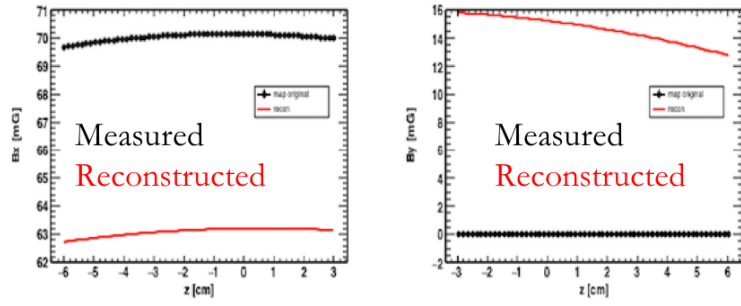 71
70
69
68
67
66
65
64
63
62
Bx [mG]
map original
recon
Measured
Reconstructed
−6 −5 −4 −3 −2 −1 0 1 2 3
z [cm]
16
14
12
10
8
6
4
2
0
−2
By [mG]
map original
recon
Measured
Reconstructed
−3 −2 −1 0 1 2 3 4 5 6
z [cm]